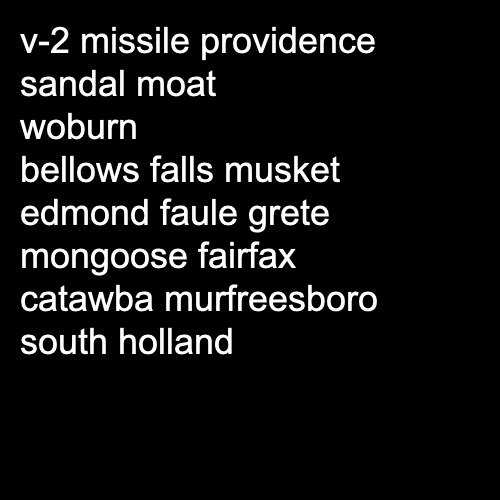 v-2 missile providence
sandal moat
woburn
bellows falls musket
edmond faule grete
mongoose fairfax
catawba murfreesboro
south holland